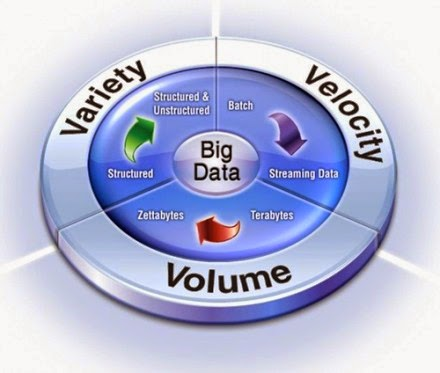 Variety
Velocity
Structured &
Unstructured
Batch
Big
Data
Structured
Streaming Data
Zettabytes
Terabytes
Volume